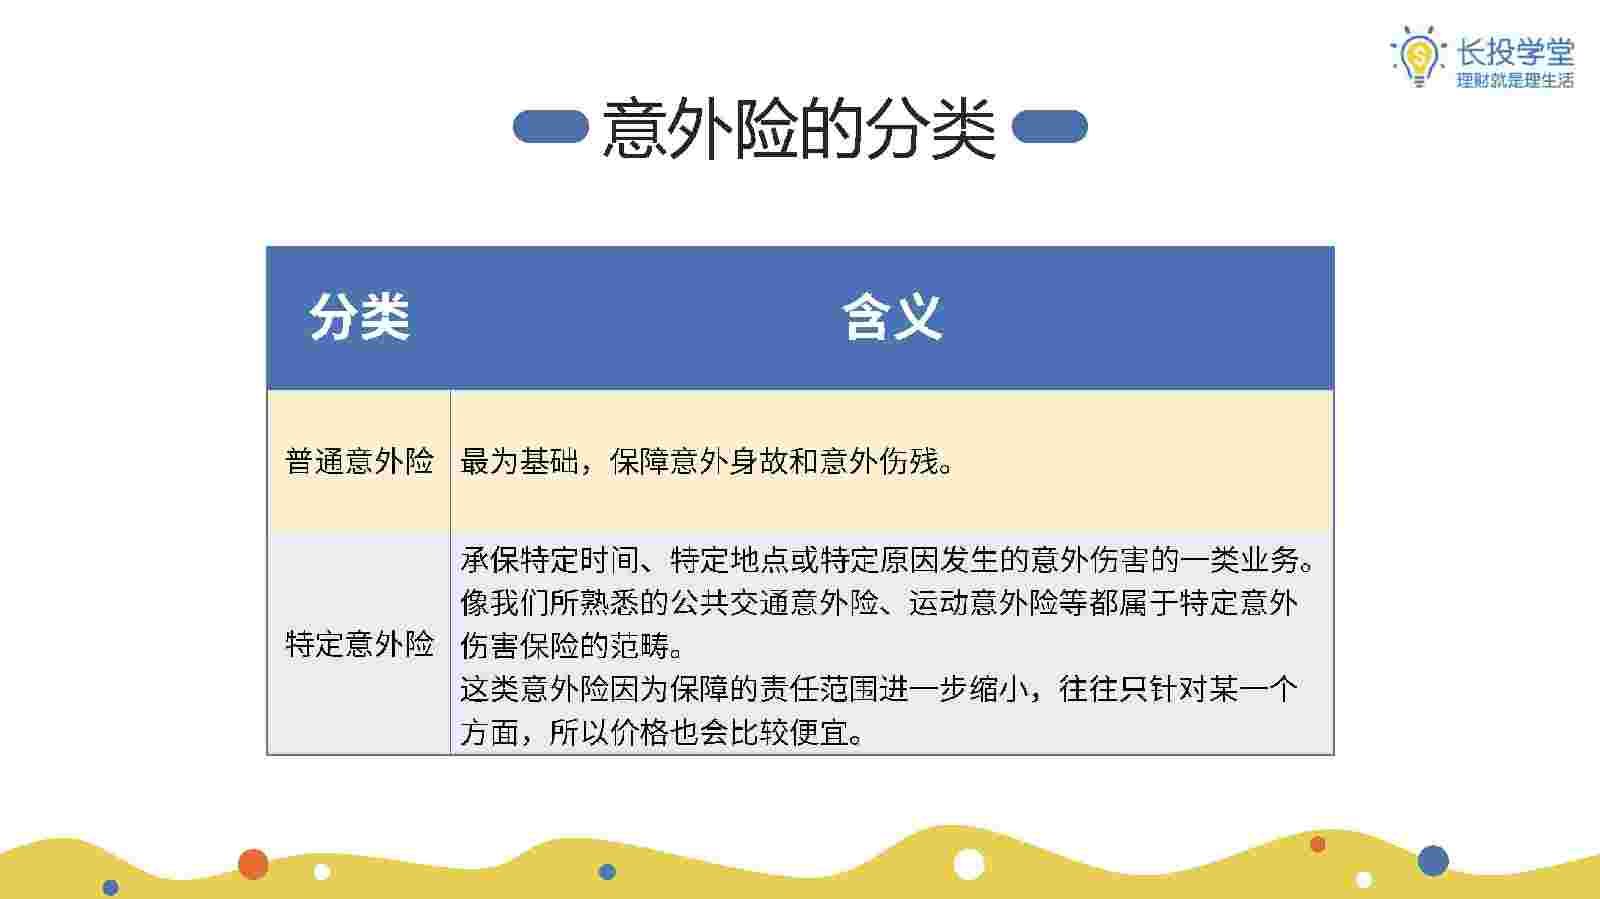 长投学堂
理财就是理生活
意外险的分类
分类
含义
普通意外险
最为基础，保障意外身故和意外伤残。
特定意外险
承保特定时间、特定地点或特定原因发生的意外伤害的一类业务。
像我们所熟悉的公共交通意外险、运动意外险等都属于特定意外
伤害保险的范畴。
这类意外险因为保障的责任范围进一步缩小，往往只针对某一个
方面，所以价格也会比较便宜。